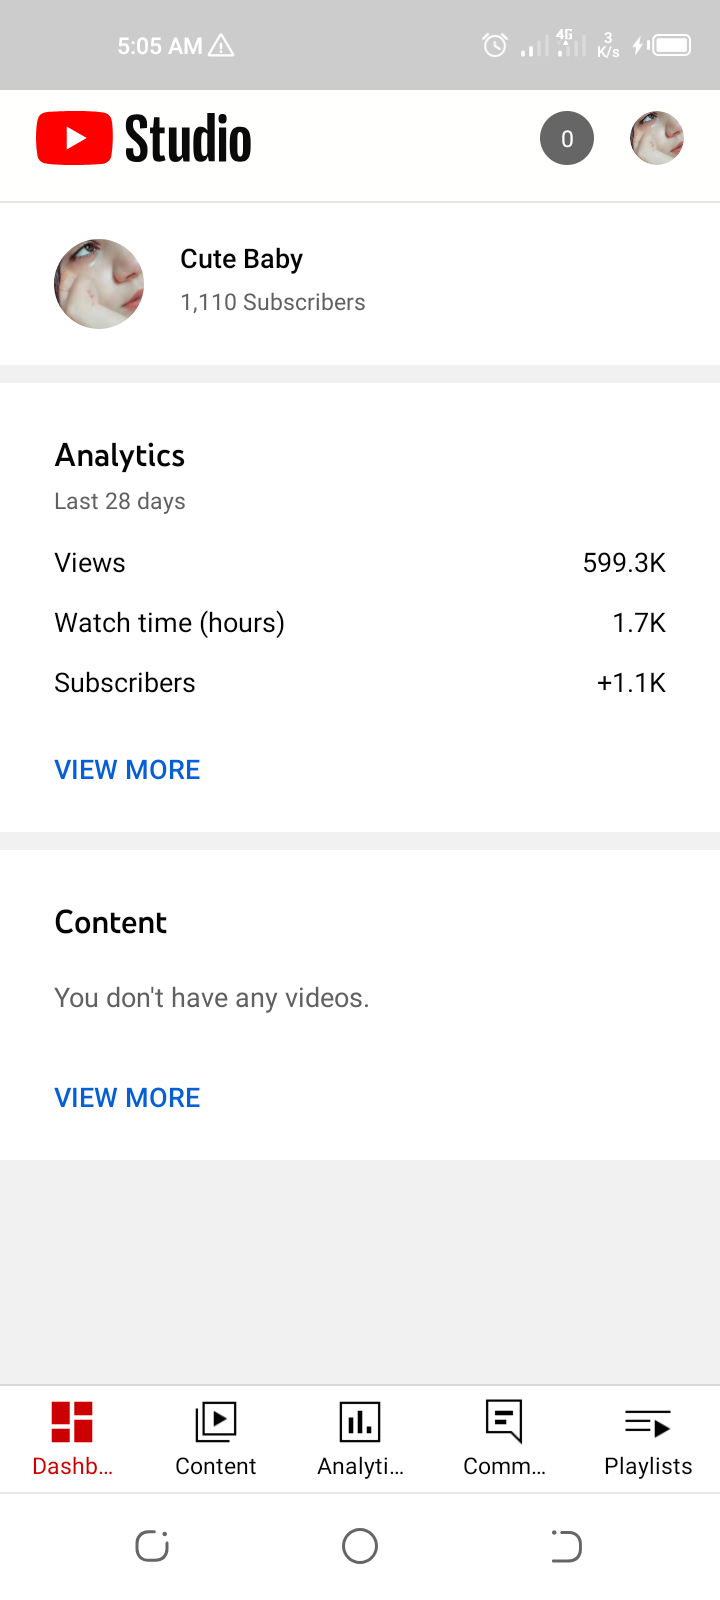 5:05 AM
4G
3
K/s
Studio
0
Cute Baby
1,110 Subscribers
Analytics
Last 28 days
Views 599.3K
Watch time (hours) 1.7K
Subscribers +1.1K
VIEW MORE
Content
You don't have any videos.
VIEW MORE
Dashb... Content Analyti... Comm... Playlists